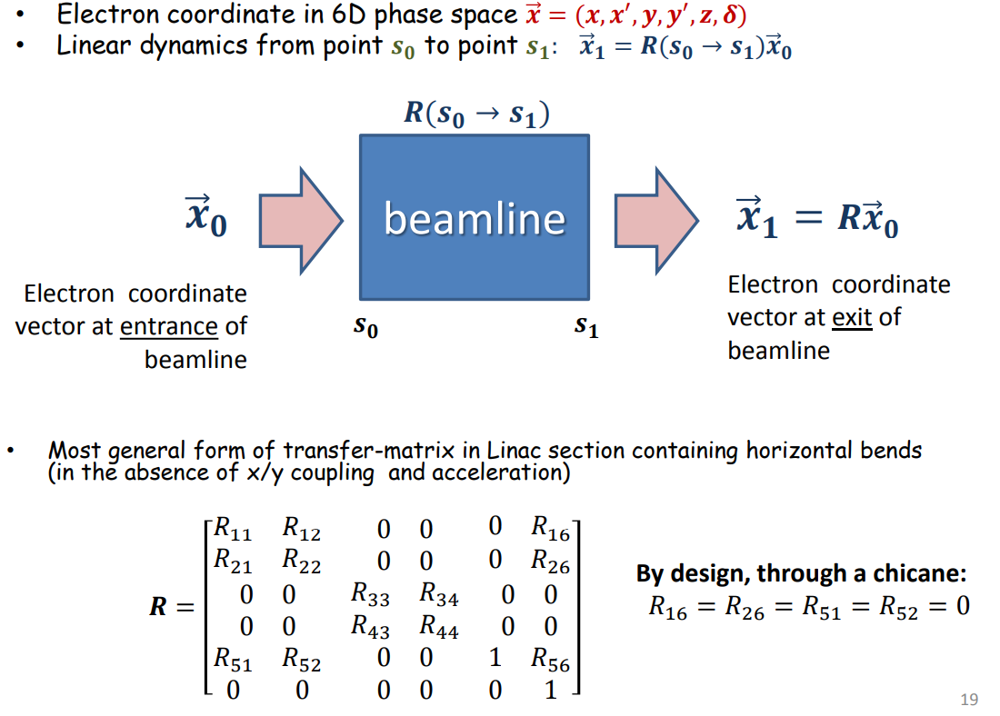 • Electron coordinate in 6D phase space x⃗ = (x, x′, y, y′, z, δ)
• Linear dynamics from point s₀ to point s₁: x⃗₁ = R(s₀ → s₁)x⃗₀
R(s₀ → s₁)
x⃗₀
beamline
x⃗₁ = Rx⃗₀
Electron coordinate
vector at entrance of
beamline
s₀
s₁
Electron coordinate
vector at exit of
beamline
• Most general form of transfer-matrix in Linac section containing horizontal bends
(in the absence of x/y coupling and acceleration)
R =
R₁₁ R₁₂ 0 0 0 R₁₆
R₂₁ R₂₂ 0 0 0 R₂₆
0 0 R₃₃ R₃₄ 0 0
0 0 R₄₃ R₄₄ 0 0
R₅₁ R₅₂ 0 0 1 R₅₆
0 0 0 0 0 1
By design, through a chicane:
R₁₆ = R₂₆ = R₅₁ = R₅₂ = 0
19